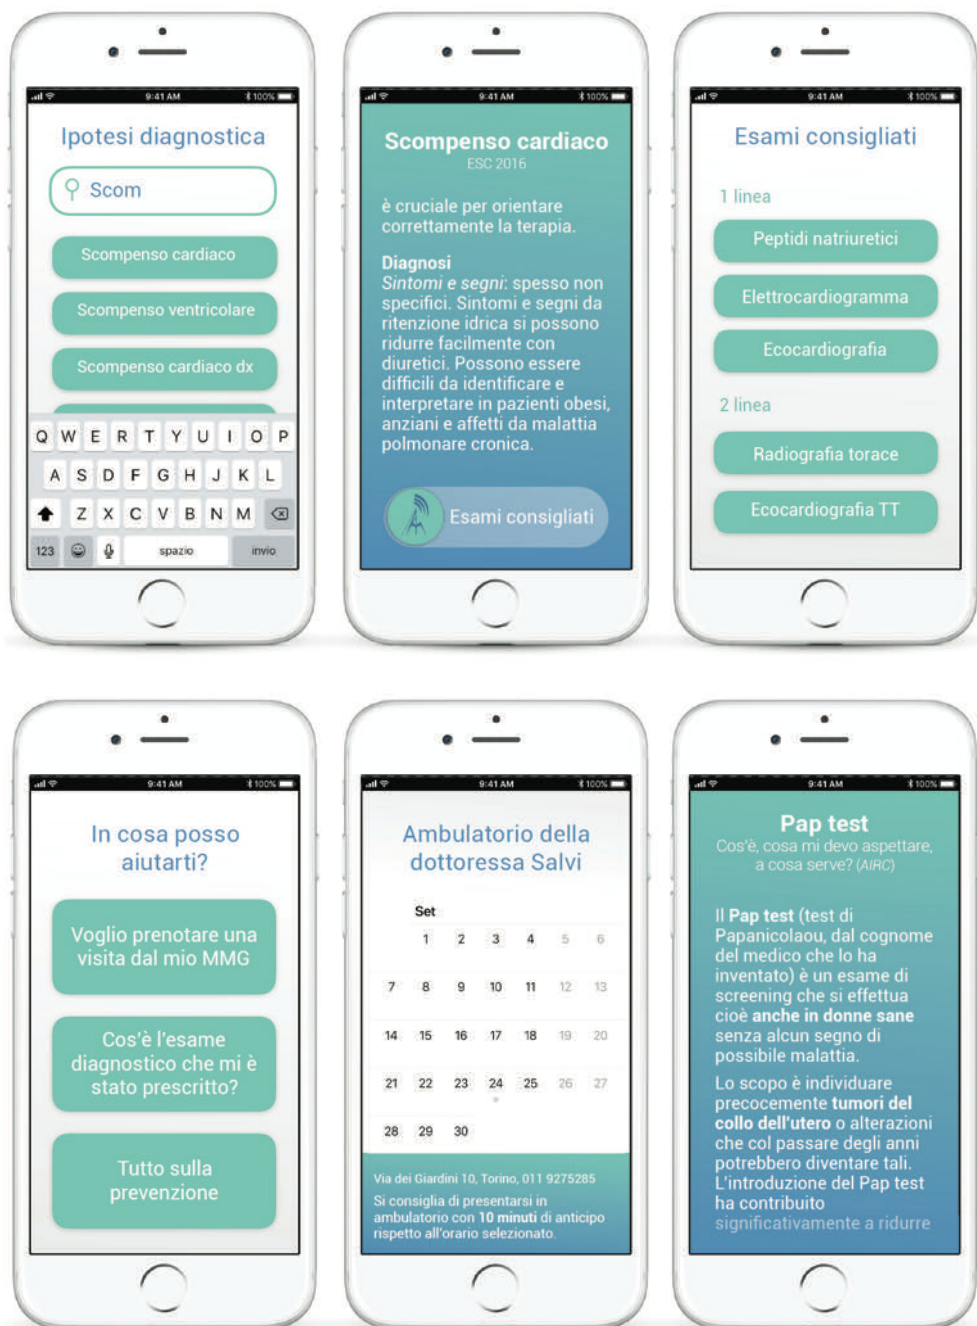 9:41 AM
100%
Ipotesi diagnostica
Scom
Scompenso cardiaco
Scompenso ventricolare
Scompenso cardiaco dx
Q W E R T Y U I O P
A S D F G H J K L
Z X C V B N M
123 spazio invio
9:41 AM
100%
Scompenso cardiaco
ESC 2016
è cruciale per orientare
correttamente la terapia.
Diagnosi
Sintomi e segni: spesso non
specifici. Sintomi e segni da
ritenzione idrica si possono
ridurre facilmente con
diuretici. Possono essere
difficili da identificare e
interpretare in pazienti obesi,
anziani e affetti da malattia
polmonare cronica.
Esami consigliati
9:41 AM
100%
Esami consigliati
1 linea
Peptidi natriuretici
Elettrocardiogramma
Ecocardiografia
2 linea
Radiografia torace
Ecocardiografia TT
9:41 AM
100%
In cosa posso
aiutarti?
Voglio prenotare una
visita dal mio MMG
Cos'è l'esame
diagnostico che mi è
stato prescritto?
Tutto sulla
prevenzione
9:41 AM
100%
Ambulatorio della
dottoressa Salvi
Set
1 2 3 4 5 6
7 8 9 10 11 12 13
14 15 16 17 18 19 20
21 22 23 24 25 26 27
28 29 30
Via dei Giardini 10, Torino, 011 9275285
Si consiglia di presentarsi in
ambulatorio con 10 minuti di anticipo
rispetto all'orario selezionato.
9:41 AM
100%
Pap test
Cos'è, cosa mi devo aspettare,
a cosa serve? (AIRC)
Il Pap test (test di
Papanicolaou, dal cognome
del medico che lo ha
inventato) è un esame di
screening che si effettua
cioè anche in donne sane
senza alcun segno di
possibile malattia.
Lo scopo è individuare
precocemente tumori del
collo dell'utero o alterazioni
che col passare degli anni
potrebbero diventare tali.
L'introduzione del Pap test
ha contribuito
significativamente a ridurre